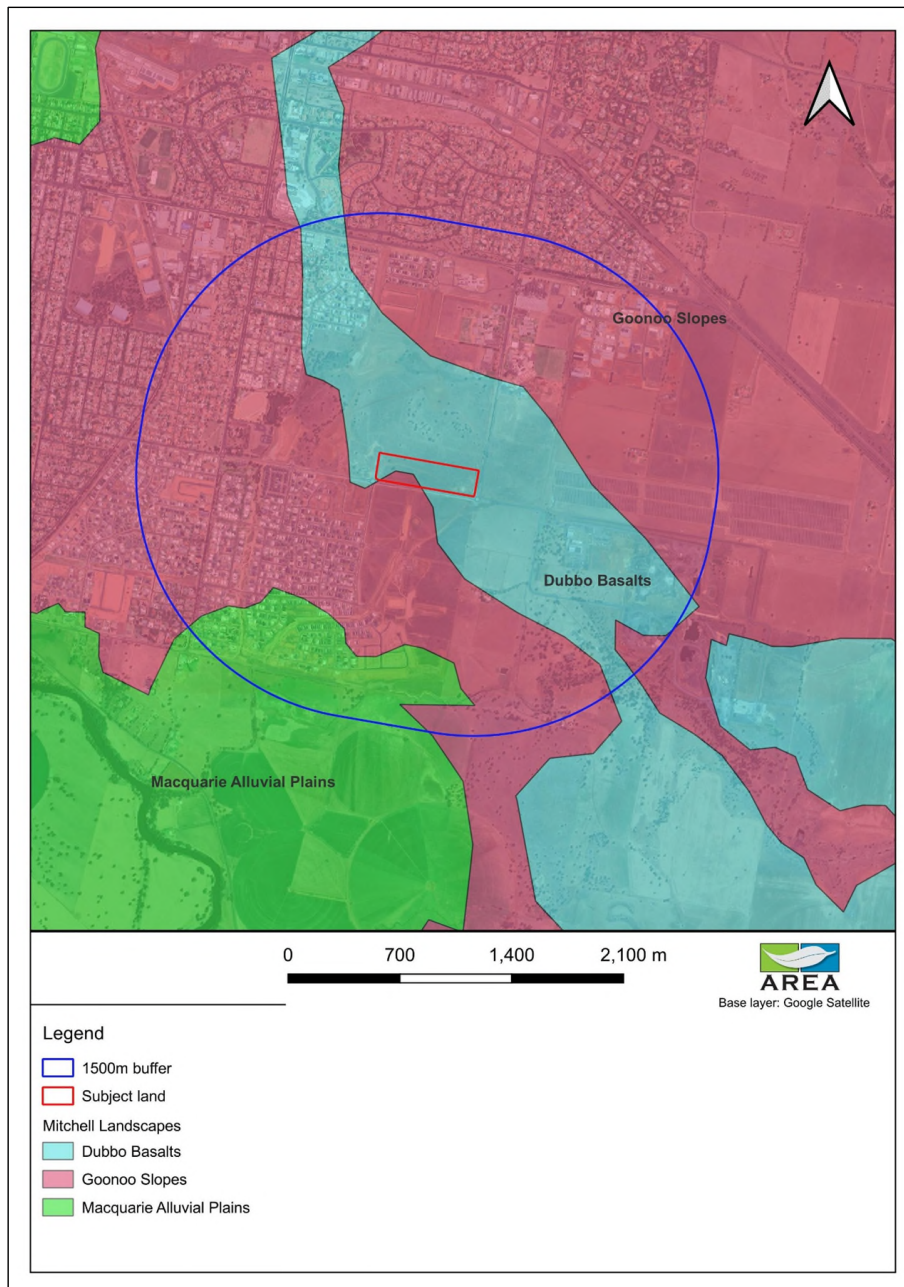 Goonoo Slopes
Dubbo Basalts
Macquarie Alluvial Plains
0 700 1,400 2,100 m
AREA
Base layer: Google Satellite
Legend
1500m buffer
Subject land
Mitchell Landscapes
Dubbo Basalts
Goonoo Slopes
Macquarie Alluvial Plains